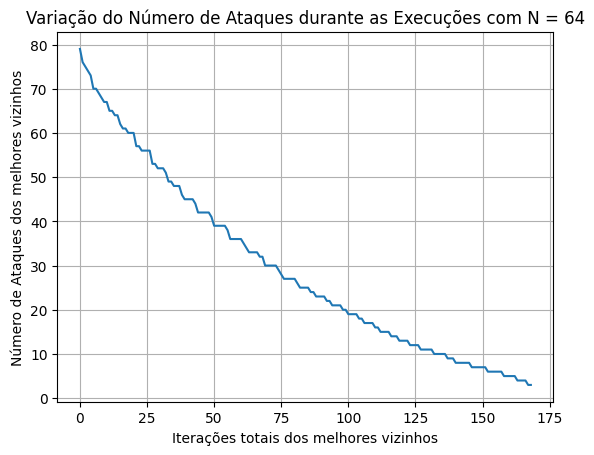 Variação do Número de Ataques durante as Execuções com N = 64
Número de Ataques dos melhores vizinhos
80
70
60
50
40
30
20
10
0
0 25 50 75 100 125 150 175
Iterações totais dos melhores vizinhos